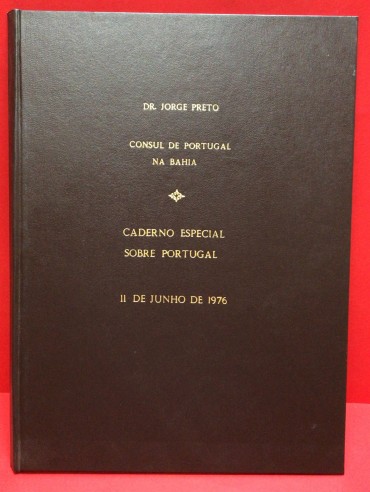 DR. JORGE PRETO
CONSUL DE PORTUGAL
NA BAHIA
CADERNO ESPECIAL
SOBRE PORTUGAL
11 DE JUNHO DE 1976